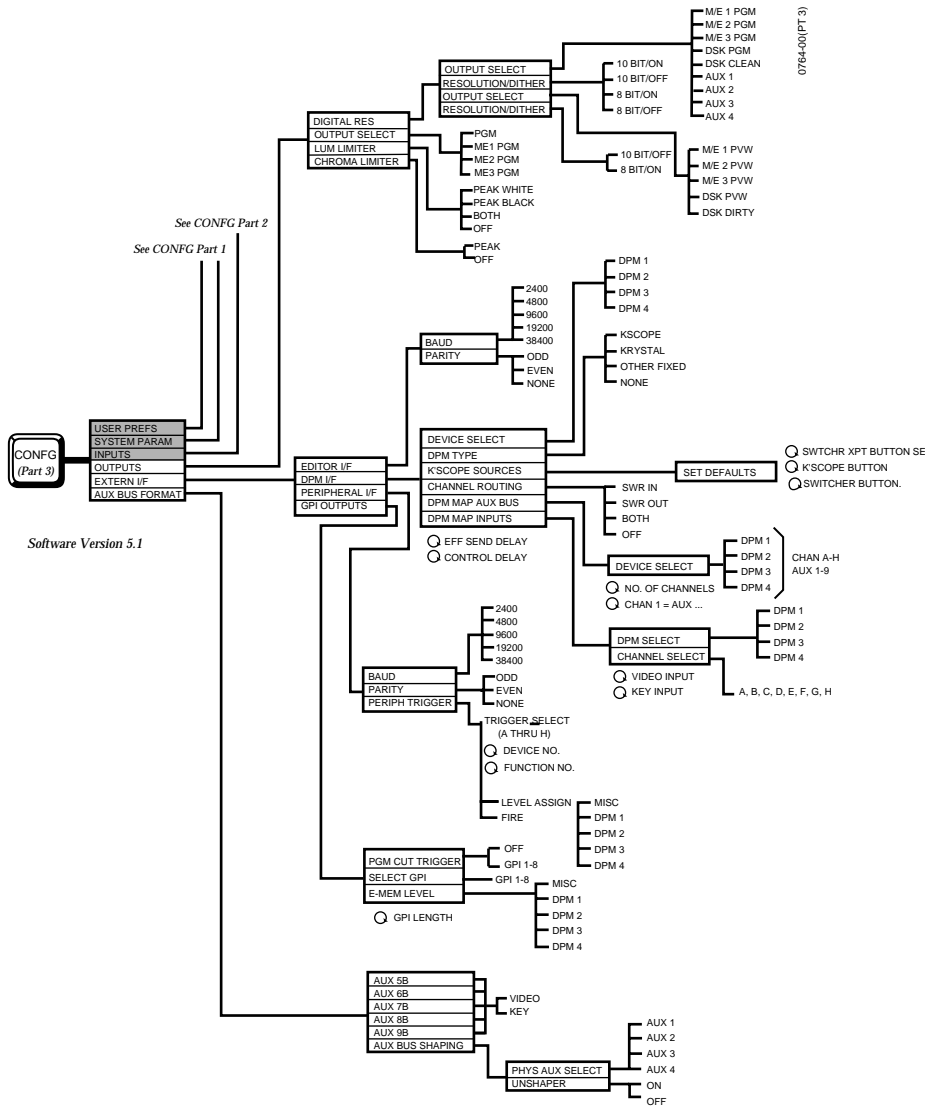 0764-00(PT 3)
M/E 1 PGM
M/E 2 PGM
M/E 3 PGM
DSK PGM
DSK CLEAN
AUX 1
AUX 2
AUX 3
AUX 4
OUTPUT SELECT
RESOLUTION/DITHER
OUTPUT SELECT
RESOLUTION/DITHER
10 BIT/ON
10 BIT/OFF
8 BIT/ON
8 BIT/OFF
10 BIT/OFF
8 BIT/ON
M/E 1 PVW
M/E 2 PVW
M/E 3 PVW
DSK PVW
DSK DIRTY
DIGITAL RES
OUTPUT SELECT
LUM LIMITER
CHROMA LIMITER
PGM
ME1 PGM
ME2 PGM
ME3 PGM
PEAK WHITE
PEAK BLACK
BOTH
OFF
PEAK
OFF
See CONFG Part 2
See CONFG Part 1
CONFG
(Part 3)
USER PREFS
SYSTEM PARAM
INPUTS
OUTPUTS
EXTERN I/F
AUX BUS FORMAT
Software Version 5.1
EDITOR I/F
DPM I/F
PERIPHERAL I/F
GPI OUTPUTS
BAUD
PARITY
2400
4800
9600
19200
38400
ODD
EVEN
NONE
DEVICE SELECT
DPM TYPE
K'SCOPE SOURCES
CHANNEL ROUTING
DPM MAP AUX BUS
DPM MAP INPUTS
EFF SEND DELAY
CONTROL DELAY
DPM 1
DPM 2
DPM 3
DPM 4
KSCOPE
KRYSTAL
OTHER FIXED
NONE
SET DEFAULTS
SWTCHR XPT BUTTON SE
K'SCOPE BUTTON
SWITCHER BUTTON.
SWR IN
SWR OUT
BOTH
OFF
DEVICE SELECT
NO. OF CHANNELS
CHAN 1 = AUX ...
DPM 1
DPM 2
DPM 3
DPM 4
CHAN A-H
AUX 1-9
DPM SELECT
CHANNEL SELECT
VIDEO INPUT
KEY INPUT
DPM 1
DPM 2
DPM 3
DPM 4
A, B, C, D, E, F, G, H
BAUD
PARITY
PERIPH TRIGGER
2400
4800
9600
19200
38400
ODD
EVEN
NONE
TRIGGER SELECT
(A THRU H)
DEVICE NO.
FUNCTION NO.
LEVEL ASSIGN
FIRE
MISC
DPM 1
DPM 2
DPM 3
DPM 4
PGM CUT TRIGGER
SELECT GPI
E-MEM LEVEL
GPI LENGTH
OFF
GPI 1-8
GPI 1-8
MISC
DPM 1
DPM 2
DPM 3
DPM 4
AUX 5B
AUX 6B
AUX 7B
AUX 8B
AUX 9B
AUX BUS SHAPING
VIDEO
KEY
PHYS AUX SELECT
UNSHAPER
AUX 1
AUX 2
AUX 3
AUX 4
ON
OFF